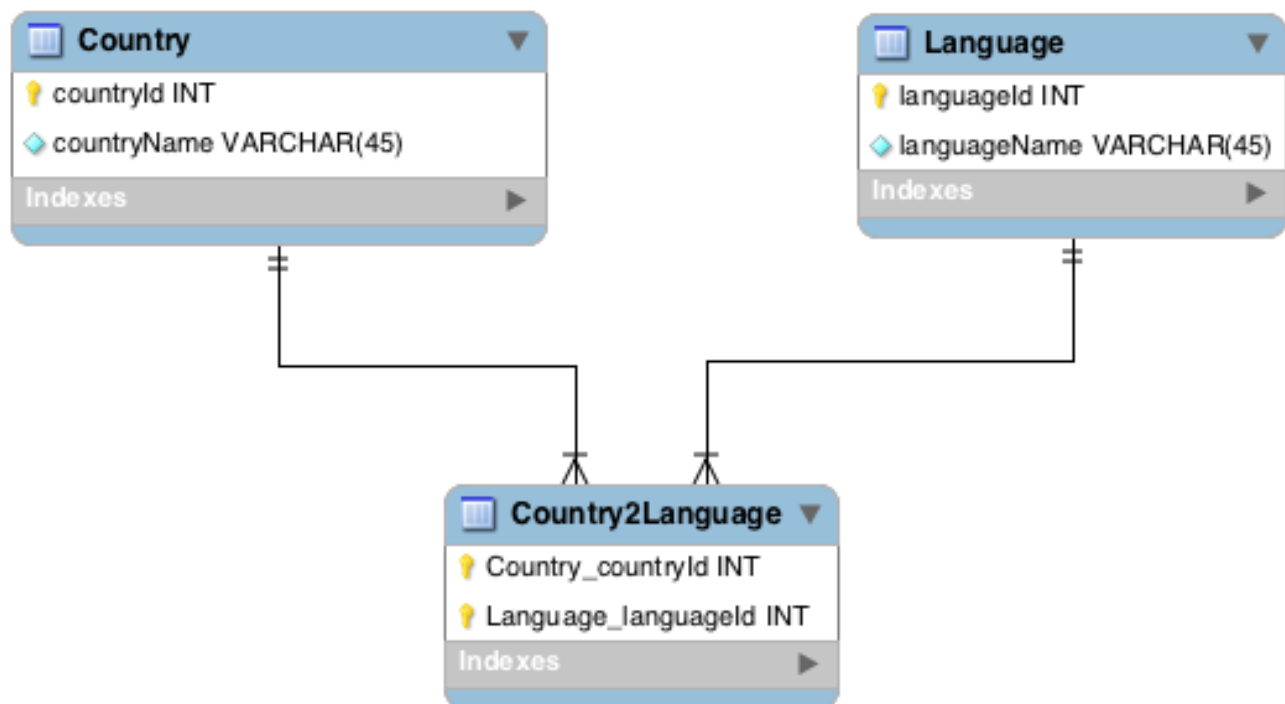 Country
countryId INT
countryName VARCHAR(45)
Indexes
Language
languageId INT
languageName VARCHAR(45)
Indexes
Country2Language
Country_countryId INT
Language_languageId INT
Indexes